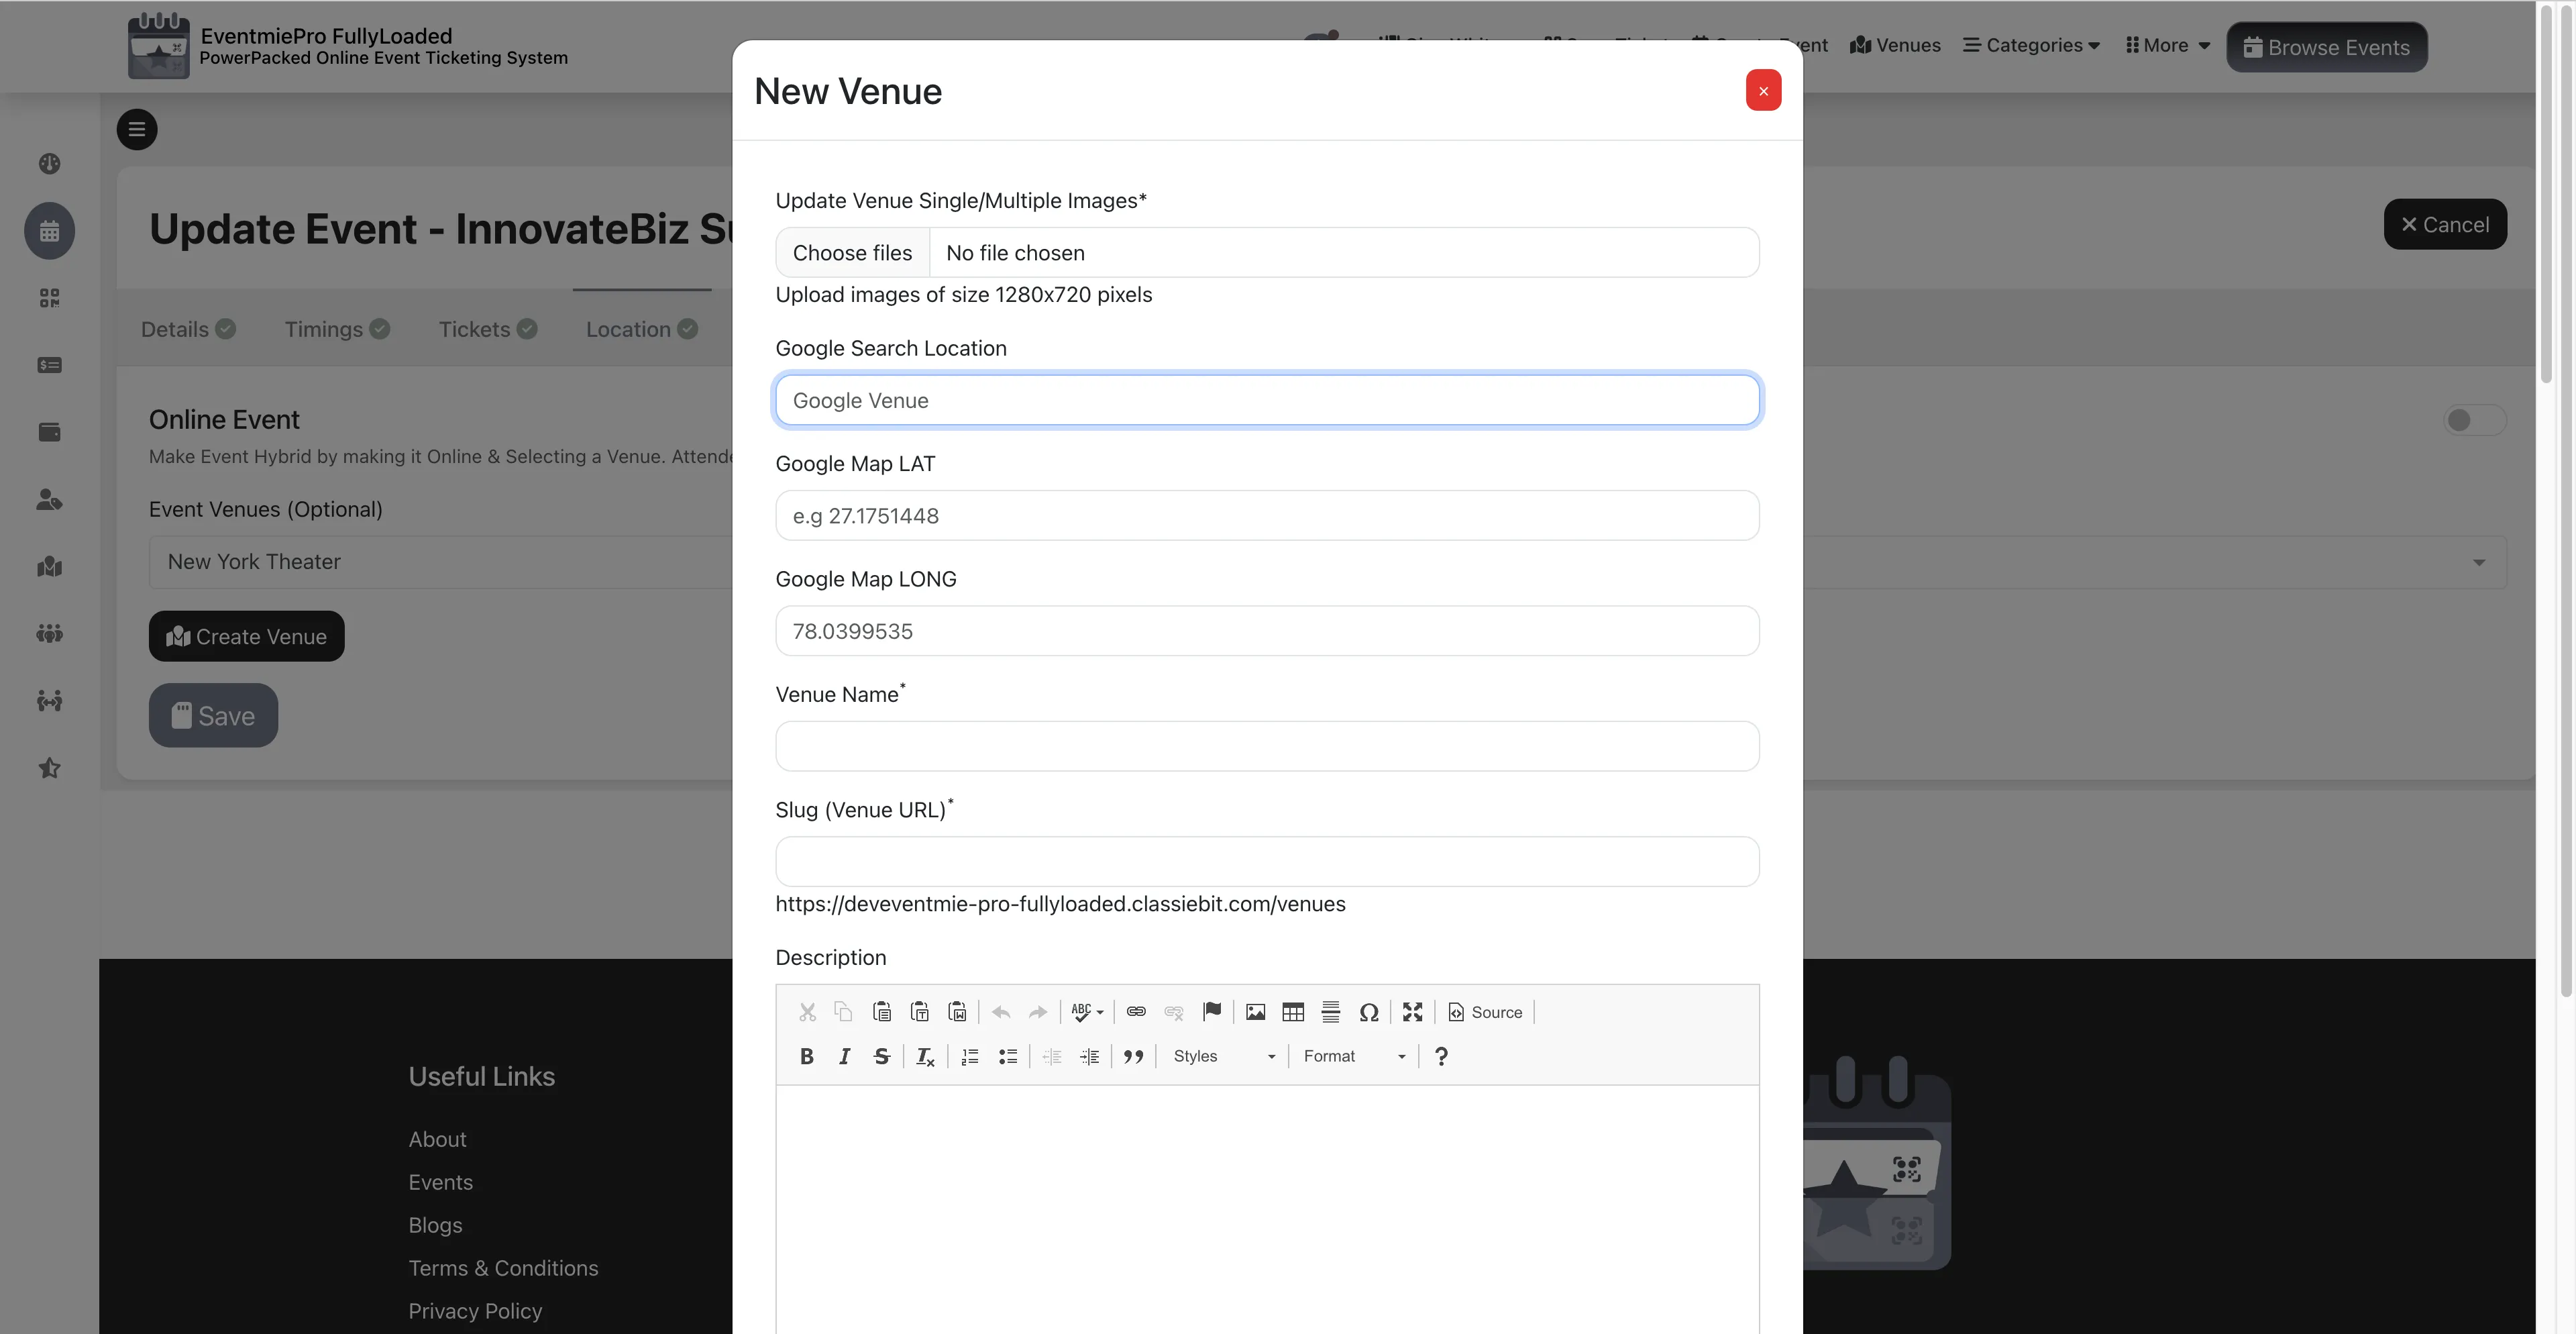 EventmiePro FullyLoaded
PowerPacked Online Event Ticketing System
Venues
Categories
More
Browse Events
New Venue
×
Update Event - InnovateBiz
Cancel
Details
Timings
Tickets
Location
Update Venue Single/Multiple Images*
Choose files No file chosen
Upload images of size 1280x720 pixels
Google Search Location
Google Venue
Google Map LAT
e.g 27.1751448
Google Map LONG
78.0399535
Venue Name*
Slug (Venue URL)*
https://deveventmie-pro-fullyloaded.classiebit.com/venues
Description
ABC
Source
B I S Tx
Styles
Format
?
Online Event
Make Event Hybrid by making it Online & Selecting a Venue.
Event Venues (Optional)
New York Theater
Create Venue
Save
Useful Links
About
Events
Blogs
Terms & Conditions
Privacy Policy